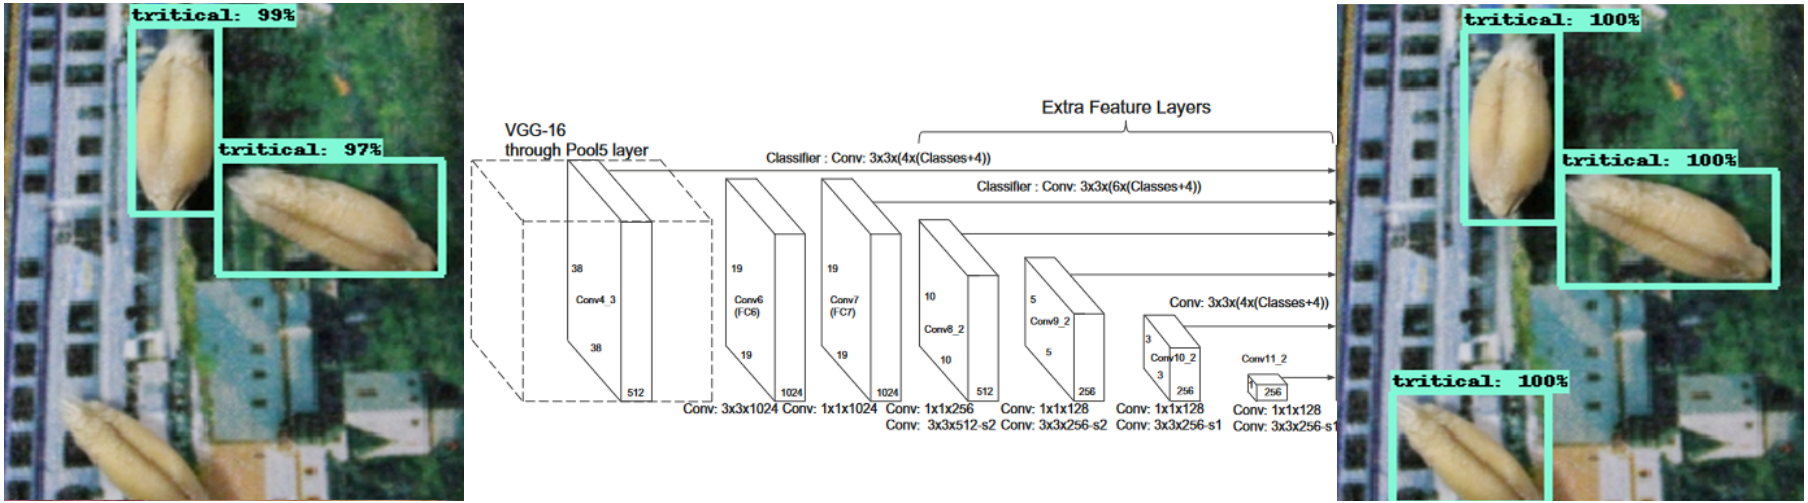 tritical: 99%
tritical: 97%
VGG-16
through Pool5 layer
Extra Feature Layers
Classifier : Conv: 3x3x(4x(Classes+4))
Classifier : Conv: 3x3x(6x(Classes+4))
Conv: 3x3x(4x(Classes+4))
38
Conv4_3
38
512
19
Conv6
(FC6)
19
1024
19
Conv7
(FC7)
19
1024
10
Conv8_2
10
512
5
Conv9_2
5
256
3
Conv10_2
3
256
Conv11_2
1
256
Conv: 3x3x1024
Conv: 1x1x1024
Conv: 1x1x256
Conv: 3x3x512-s2
Conv: 1x1x128
Conv: 3x3x256-s2
Conv: 1x1x128
Conv: 3x3x256-s1
Conv: 1x1x128
Conv: 3x3x256-s1
tritical: 100%
tritical: 100%
tritical: 100%